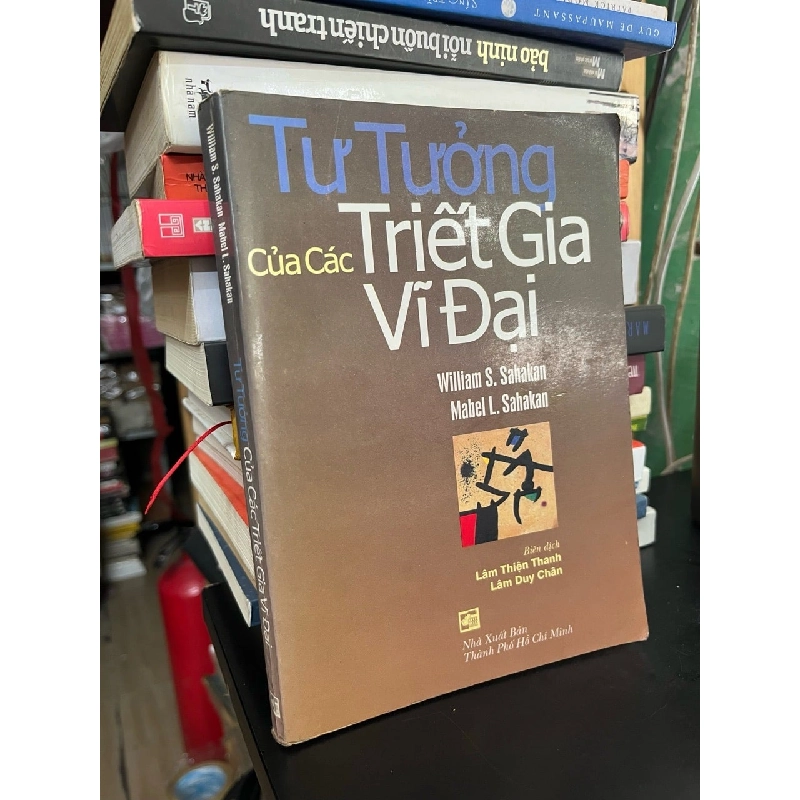 GUY DE MAUPASSANT
bảo ninh nỗi buồn chiến tranh
nhã nam
Tư Tưởng
Của Các Triết Gia
Vĩ Đại
William S. Sahakan
Mabel L. Sahakan
Biên dịch
Lâm Thiện Thanh
Lâm Duy Chân
Nhà Xuất Bản
Thành Phố Hồ Chí Minh
William S. Sahakan Mabel L. Sahakan
Tư Tưởng Của Các Triết Gia Vĩ Đại